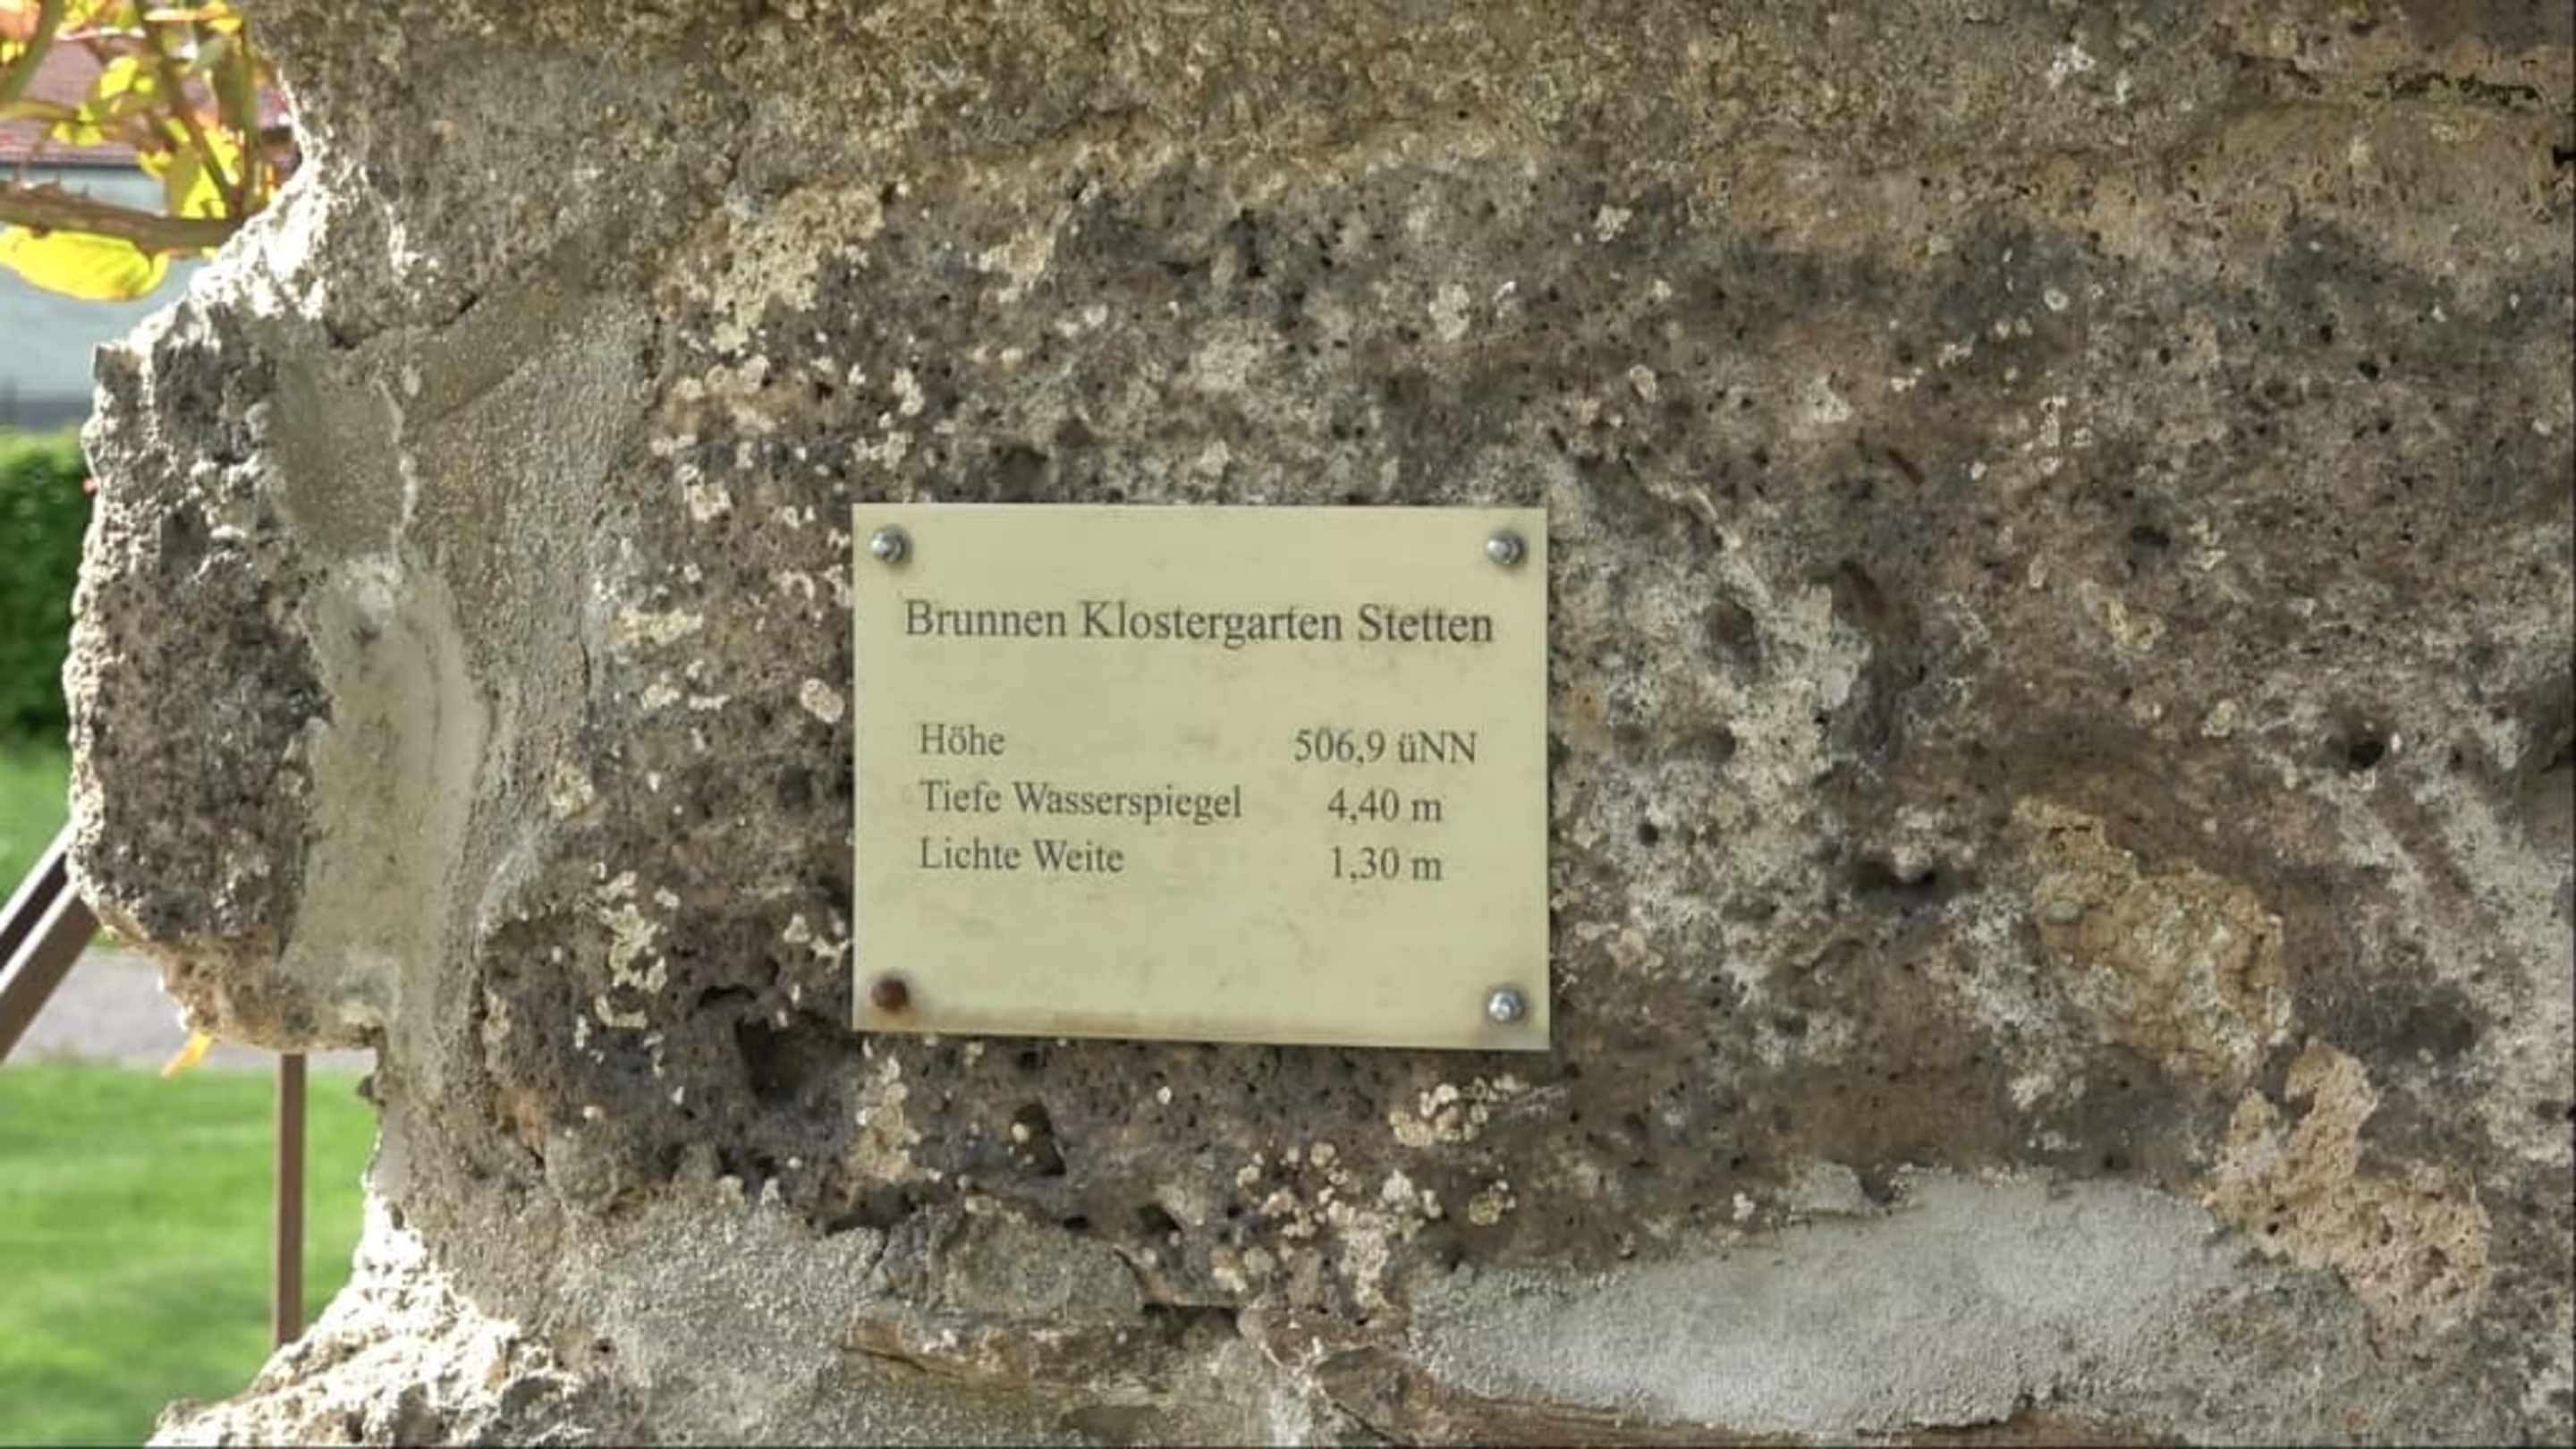 Brunnen Klostergarten Stetten
Höhe 506,9 üNN
Tiefe Wasserspiegel 4,40 m
Lichte Weite 1,30 m